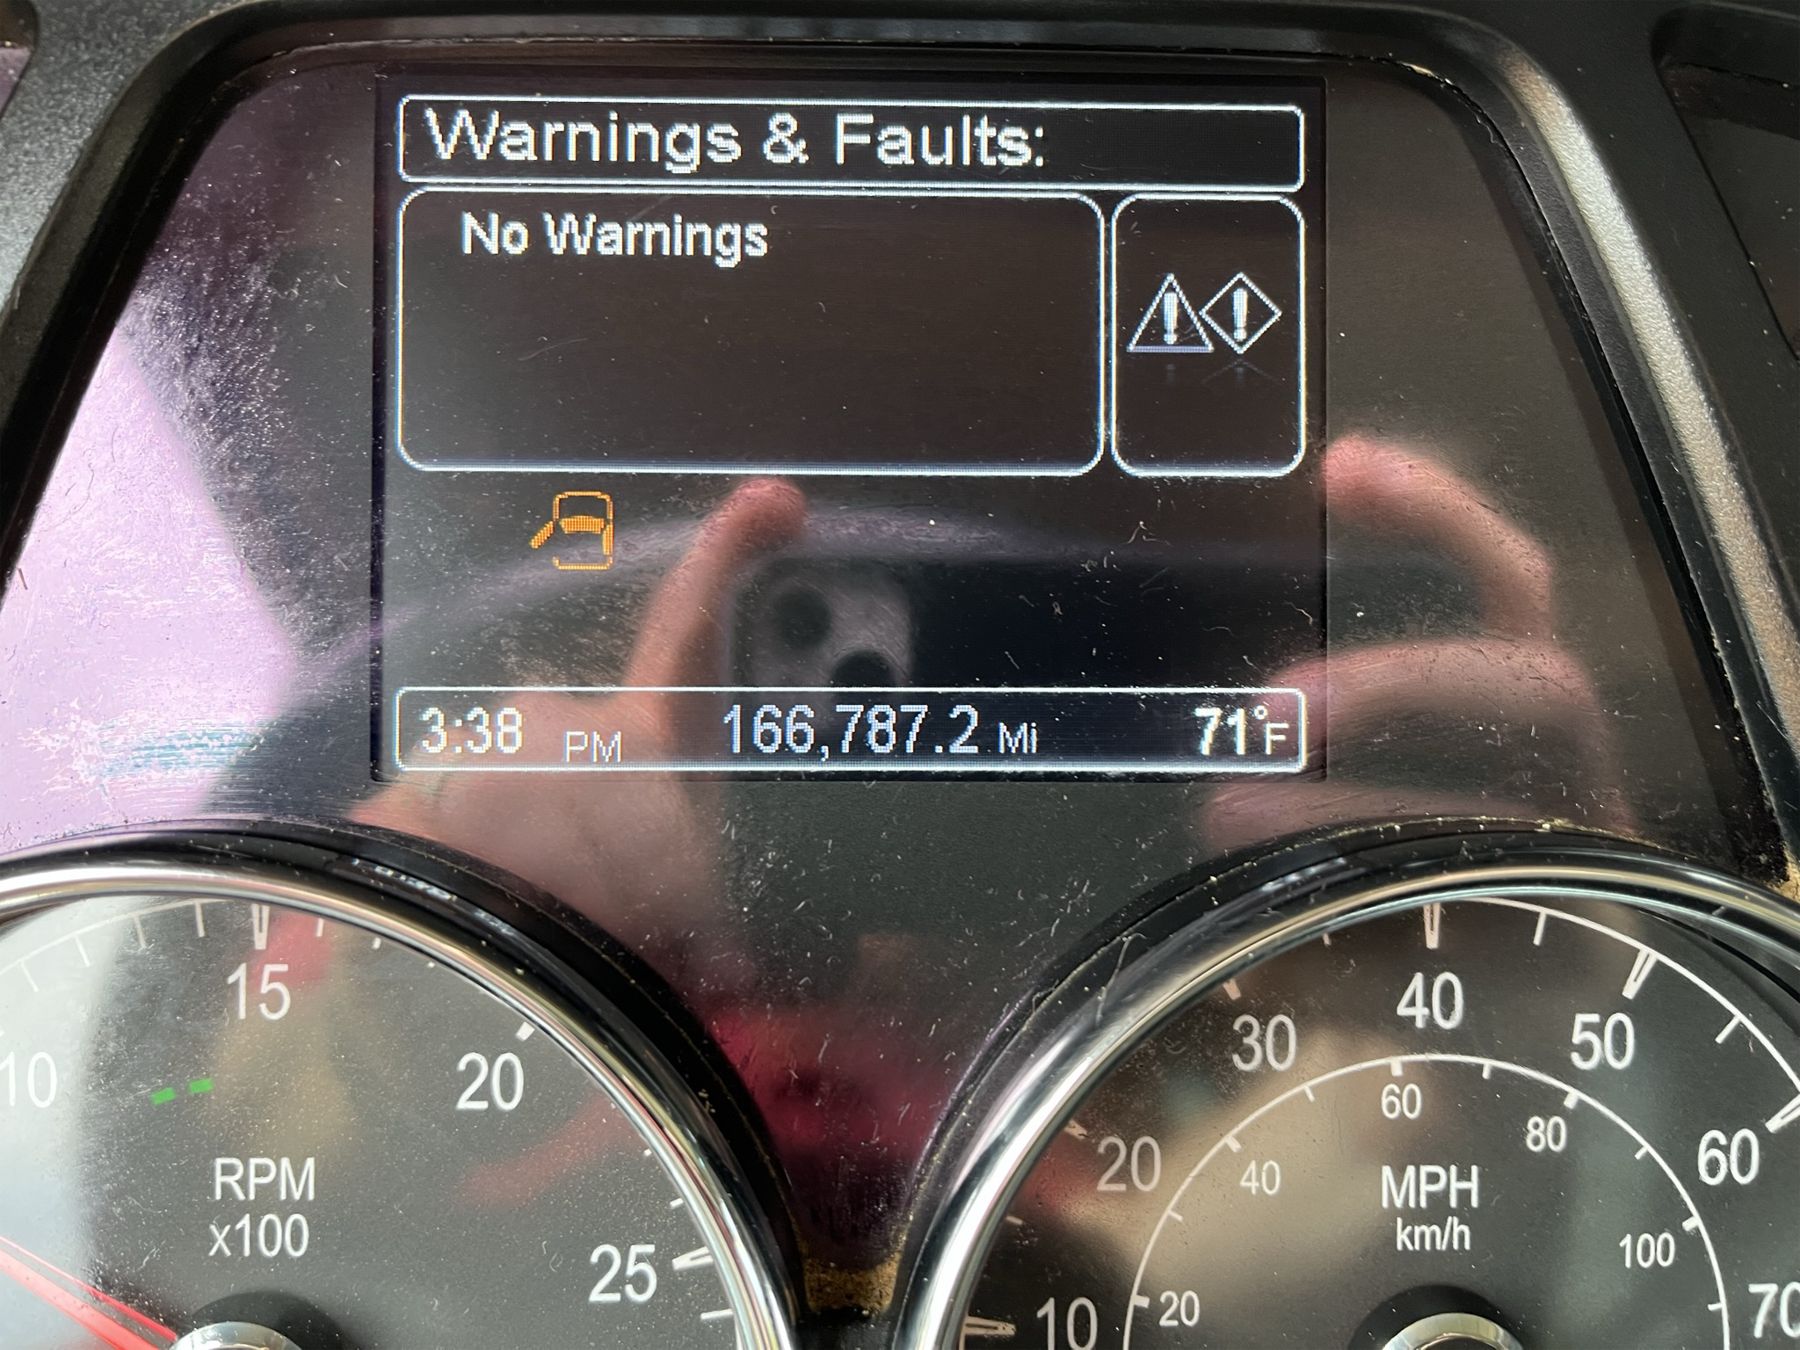 Warnings & Faults:
No Warnings
3:38 PM 166,787.2 Mi 71°F
10 15 20 25
RPM
x100
10 20 30 40 50 60 70
20 40 60 80 100
MPH
km/h